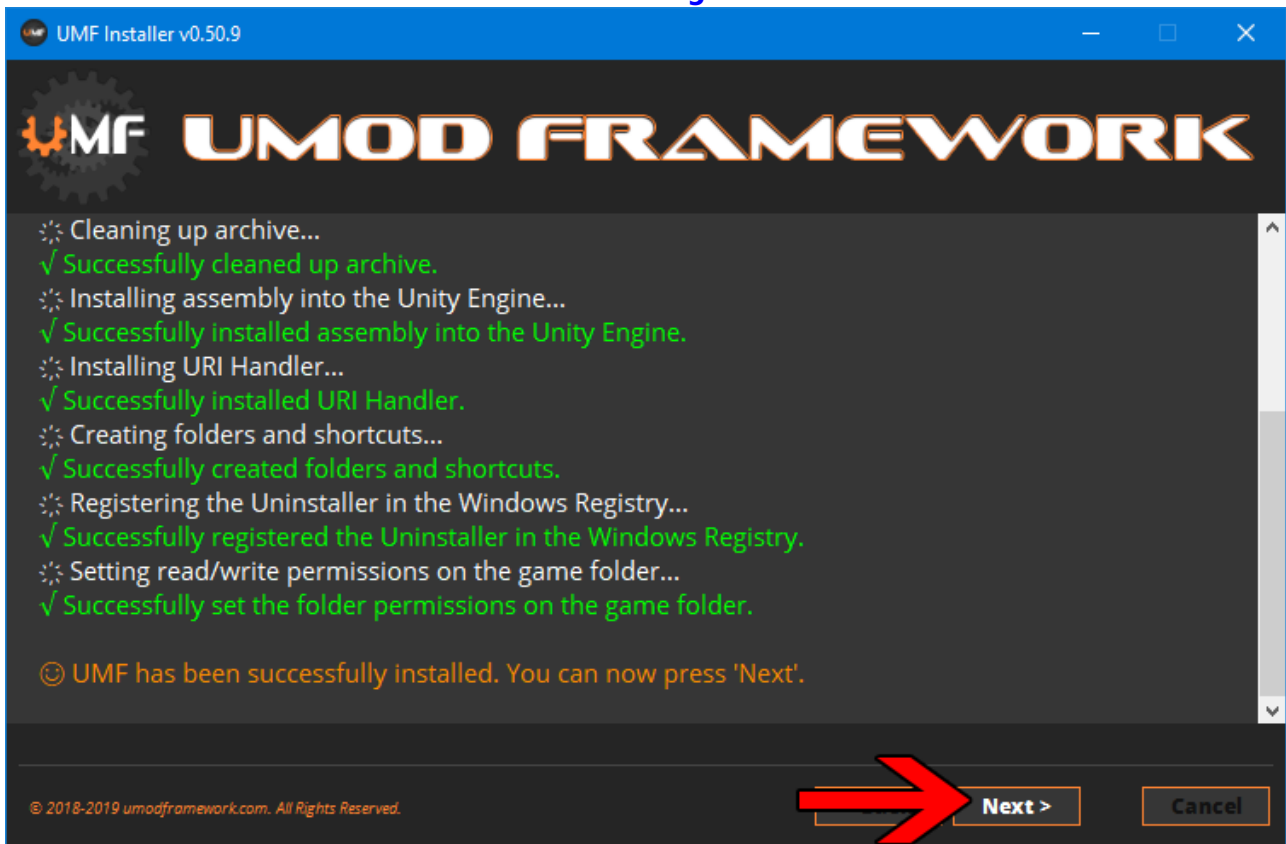 UMF Installer v0.50.9
UMF UMOD FRAMEWORK
Cleaning up archive...
√ Successfully cleaned up archive.
Installing assembly into the Unity Engine...
√ Successfully installed assembly into the Unity Engine.
Installing URI Handler...
√ Successfully installed URI Handler.
Creating folders and shortcuts...
√ Successfully created folders and shortcuts.
Registering the Uninstaller in the Windows Registry...
√ Successfully registered the Uninstaller in the Windows Registry.
Setting read/write permissions on the game folder...
√ Successfully set the folder permissions on the game folder.
☺ UMF has been successfully installed. You can now press 'Next'.
© 2018-2019 umodframework.com. All Rights Reserved.
Next >
Cancel